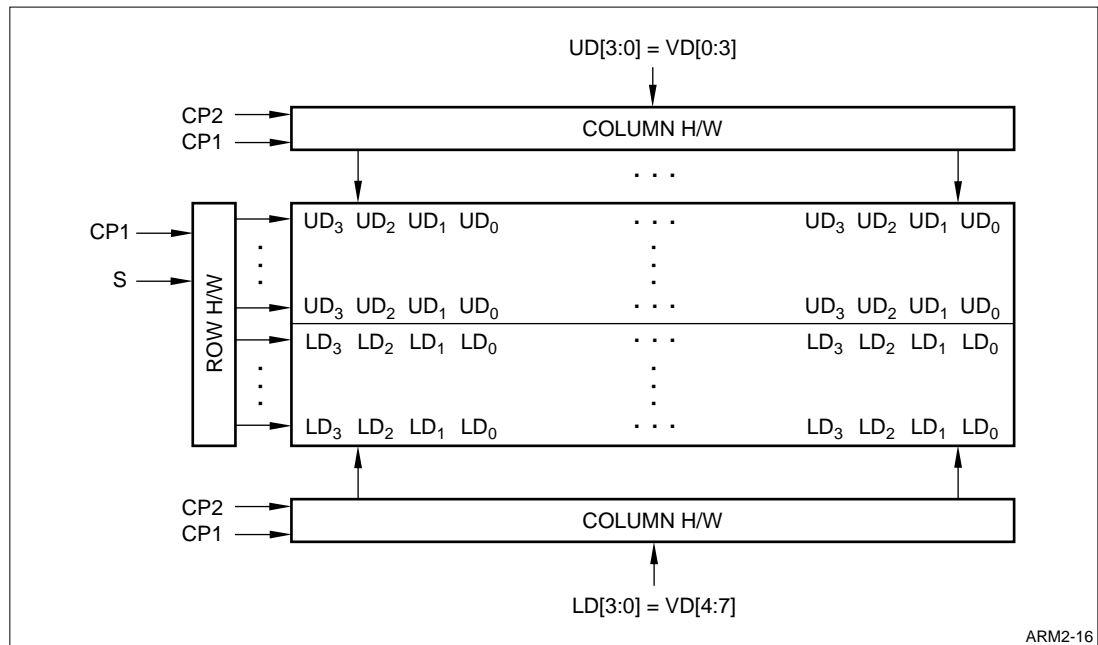 UD[3:0] = VD[0:3]
CP2
CP1
COLUMN H/W
. . .
CP1
S
ROW H/W
UD₃ UD₂ UD₁ UD₀ . . . UD₃ UD₂ UD₁ UD₀
UD₃ UD₂ UD₁ UD₀ . . . UD₃ UD₂ UD₁ UD₀
LD₃ LD₂ LD₁ LD₀ . . . LD₃ LD₂ LD₁ LD₀
LD₃ LD₂ LD₁ LD₀ . . . LD₃ LD₂ LD₁ LD₀
CP2
CP1
COLUMN H/W
LD[3:0] = VD[4:7]
ARM2-16